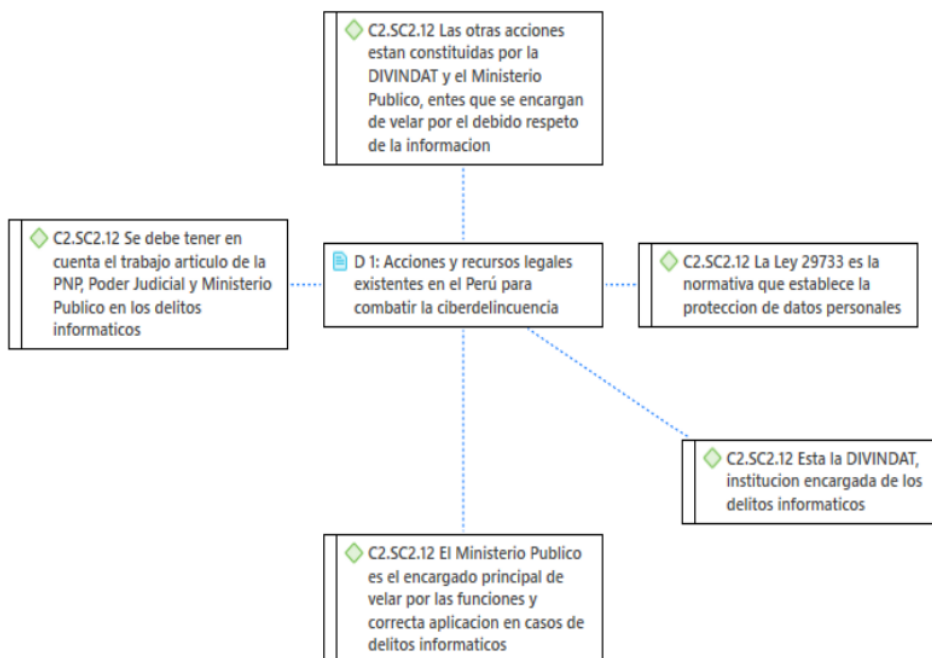 C2.SC2.12 Las otras acciones
estan constituidas por la
DIVINDAT y el Ministerio
Publico, entes que se encargan
de velar por el debido respeto
de la informacion
C2.SC2.12 Se debe tener en
cuenta el trabajo articulo de la
PNP, Poder Judicial y Ministerio
Publico en los delitos
informaticos
D 1: Acciones y recursos legales
existentes en el Perú para
combatir la ciberdelincuencia
C2.SC2.12 La Ley 29733 es la
normativa que establece la
proteccion de datos personales
C2.SC2.12 Esta la DIVINDAT,
institucion encargada de los
delitos informaticos
C2.SC2.12 El Ministerio Publico
es el encargado principal de
velar por las funciones y
correcta aplicacion en casos de
delitos informaticos